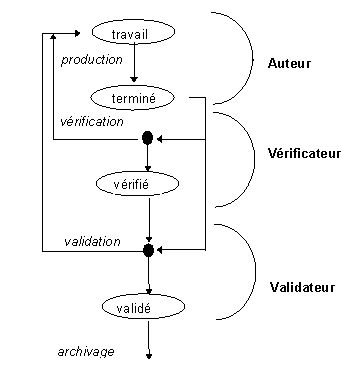 travail
production
Auteur
terminé
vérification
Vérificateur
vérifié
validation
Validateur
validé
archivage